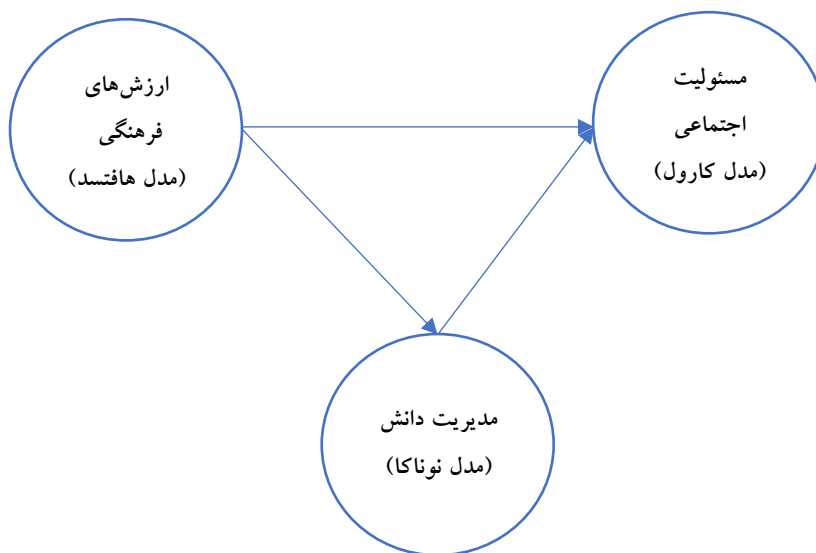 ارزش‌های
فرهنگی
(مدل هافتسد)
مسئولیت
اجتماعی
(مدل کارول)
مدیریت دانش
(مدل نوناکا)